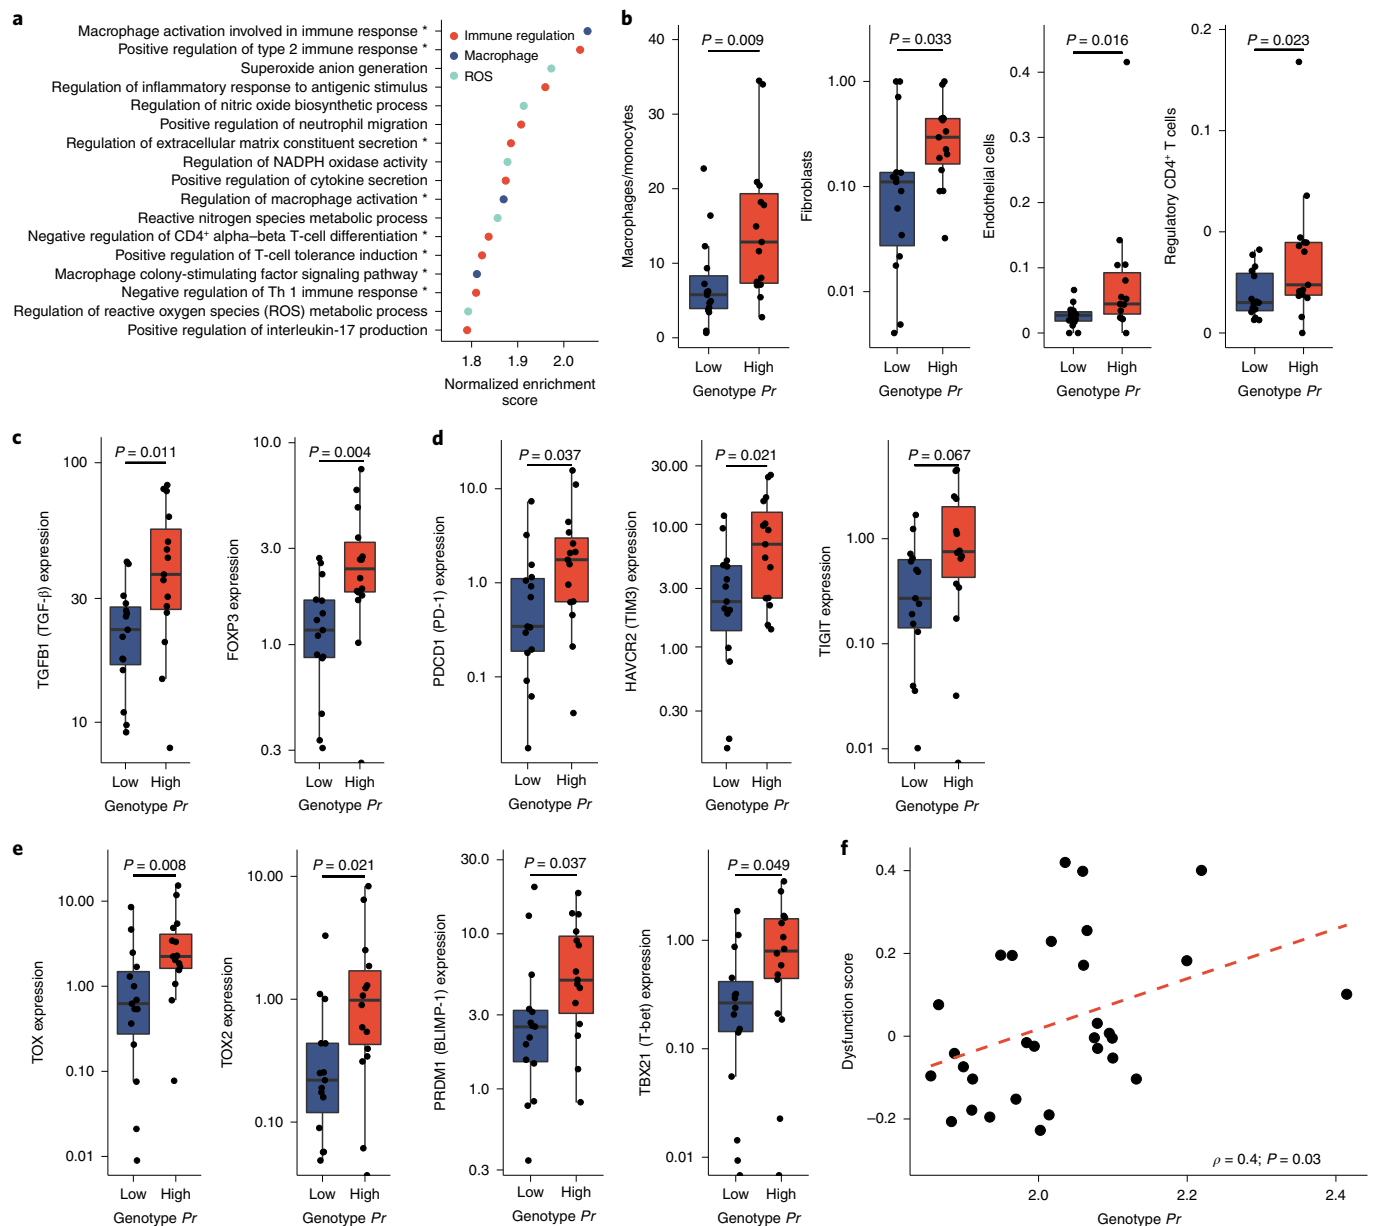 a
Macrophage activation involved in immune response *
Positive regulation of type 2 immune response *
Superoxide anion generation
Regulation of inflammatory response to antigenic stimulus
Regulation of nitric oxide biosynthetic process
Positive regulation of neutrophil migration
Regulation of extracellular matrix constituent secretion *
Regulation of NADPH oxidase activity
Positive regulation of cytokine secretion
Regulation of macrophage activation *
Reactive nitrogen species metabolic process
Negative regulation of CD4⁺ alpha–beta T-cell differentiation *
Positive regulation of T-cell tolerance induction *
Macrophage colony-stimulating factor signaling pathway *
Negative regulation of Th 1 immune response *
Regulation of reactive oxygen species (ROS) metabolic process
Positive regulation of interleukin-17 production
Immune regulation
Macrophage
ROS
1.8 1.9 2.0
Normalized enrichment
score
b
P = 0.009
Macrophages/monocytes
40
30
20
10
0
Low High
Genotype Pr
P = 0.033
Fibroblasts
1.00
0.10
0.01
Low High
Genotype Pr
P = 0.016
Endothelial cells
0.4
0.3
0.2
0.1
0
Low High
Genotype Pr
P = 0.023
Regulatory CD4⁺ T cells
0.2
0.1
0
0
Low High
Genotype Pr
c
P = 0.011
TGFB1 (TGF-β) expression
100
30
10
Low High
Genotype Pr
P = 0.004
FOXP3 expression
10.0
3.0
1.0
0.3
Low High
Genotype Pr
d
P = 0.037
PDCD1 (PD-1) expression
10.0
1.0
0.1
Low High
Genotype Pr
P = 0.021
HAVCR2 (TIM3) expression
30.00
10.00
3.00
1.00
0.30
Low High
Genotype Pr
P = 0.067
TIGIT expression
1.00
0.10
0.01
Low High
Genotype Pr
e
P = 0.008
TOX expression
10.00
1.00
0.10
0.01
Low High
Genotype Pr
P = 0.021
TOX2 expression
10.00
1.00
0.10
Low High
Genotype Pr
P = 0.037
PRDM1 (BLIMP-1) expression
30.0
10.0
3.0
1.0
0.3
Low High
Genotype Pr
P = 0.049
TBX21 (T-bet) expression
1.00
0.10
0.01
Low High
Genotype Pr
f
Dysfunction score
0.4
0.2
0
−0.2
ρ = 0.4; P = 0.03
2.0 2.2 2.4
Genotype Pr